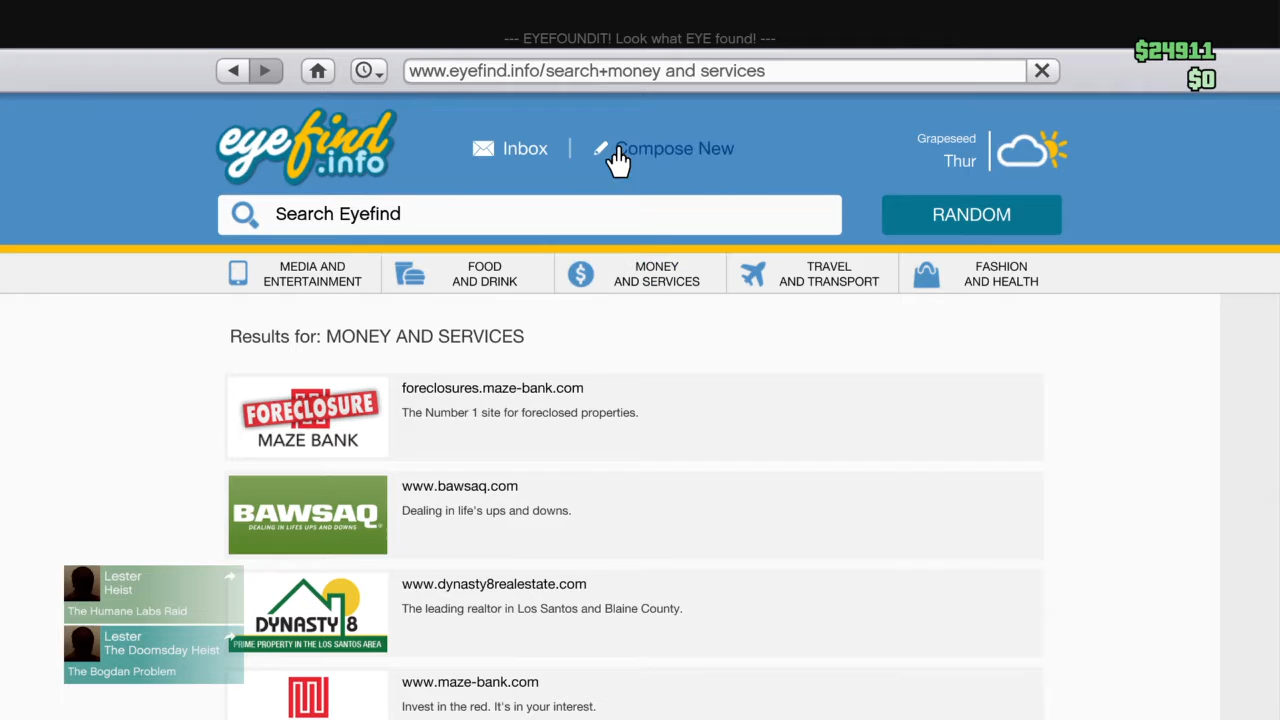 --- EYEFOUNDIT! Look what EYE found! ---
$24911
$0
www.eyefind.info/search+money and services
eyefind
.info
Inbox
Compose New
Grapeseed
Thur
Search Eyefind
RANDOM
MEDIA AND
ENTERTAINMENT
FOOD
AND DRINK
MONEY
AND SERVICES
TRAVEL
AND TRANSPORT
FASHION
AND HEALTH
Results for: MONEY AND SERVICES
FORECLOSURE
MAZE BANK
foreclosures.maze-bank.com
The Number 1 site for foreclosed properties.
BAWSAQ
DEALING IN LIFES UPS AND DOWNS
www.bawsaq.com
Dealing in life's ups and downs.
Lester
Heist
The Humane Labs Raid
Lester
The Doomsday Heist
The Bogdan Problem
DYNASTY 8
PRIME PROPERTY IN THE LOS SANTOS AREA
www.dynasty8realestate.com
The leading realtor in Los Santos and Blaine County.
www.maze-bank.com
Invest in the red. It's in your interest.